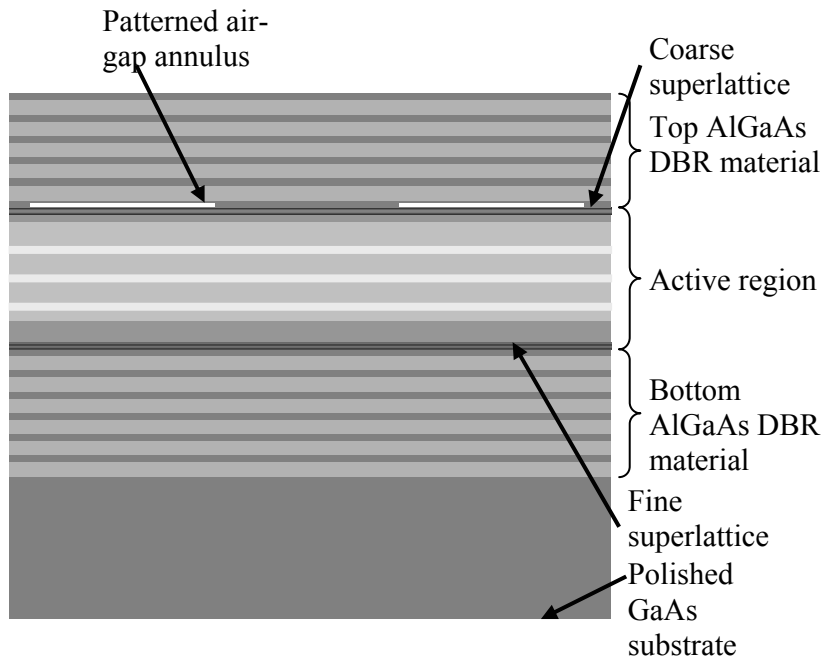 Patterned air-
gap annulus
Coarse
superlattice
Top AlGaAs
DBR material
Active region
Bottom
AlGaAs DBR
material
Fine
superlattice
Polished
GaAs
substrate